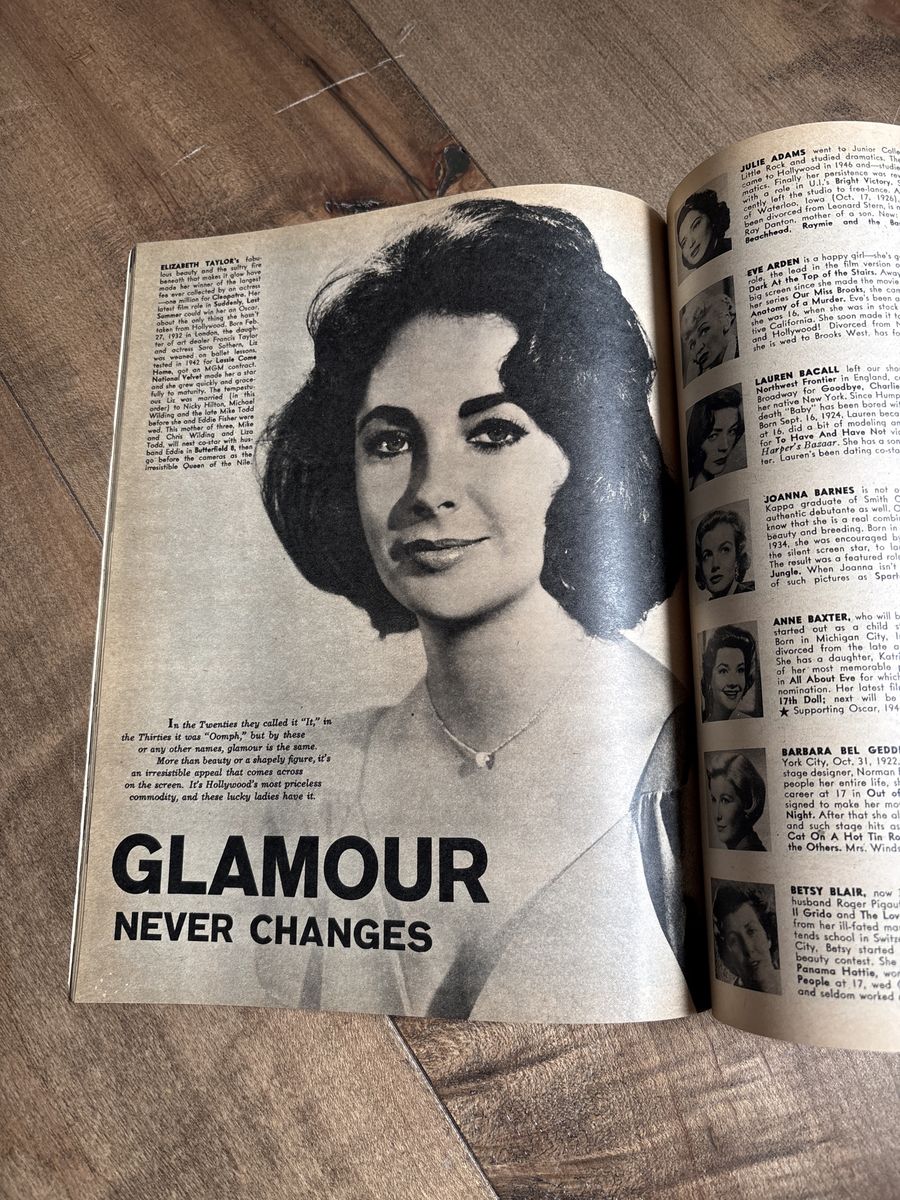 ELIZABETH TAYLOR's fabu-
lous beauty and the sultry fire
beneath that makes it glow have
made her winner of the largest
fee ever collected by an actress
—one million for Cleopatra. Her
latest film role in Suddenly, Last
Summer could win her an Oscar,
about the only thing she hasn't
taken from Hollywood. Born Feb.
27, 1932 in London, the daugh-
ter of art dealer Francis Taylor
and actress Sara Sothern, Liz
was weaned on ballet lessons,
tested in 1942 for Lassie Come
Home, got an MGM contract.
National Velvet made her a star
and she grew quickly and grace-
fully to maturity. The tempestu-
ous Liz was married (in this
order) to Nicky Hilton, Michael
Wilding and the late Mike Todd
before she and Eddie Fisher were
wed. This mother of three, Mike
and Chris Wilding and Liza
Todd, will next co-star with hus-
band Eddie in Butterfield 8, then
go before the cameras as the
irresistible Queen of the Nile.
In the Twenties they called it "It," in
the Thirties it was "Oomph," but by these
or any other names, glamour is the same.
More than beauty or a shapely figure, it's
an irresistible appeal that comes across
on the screen. It's Hollywood's most priceless
commodity, and these lucky ladies have it.
GLAMOUR
NEVER CHANGES
JULIE ADAMS went to Junior
Little Rock and studied dramatics.
came to Hollywood in 1946
matics. Finally her persistence was
with a role in U.I.'s Bright Victory.
cently left the studio to free-lance.
of Waterloo, Iowa (Oct. 17, 1926),
been divorced from Leonard Stern, is
Ray Danton, mother of a son. Now:
Beachhead, Raymie and the
EVE ARDEN is a happy girl—she's
role, the lead in the film version
Dark At the Top of the Stairs. Away
big screen since she made the movie
her series Our Miss Brooks, she can
Anatomy of a Murder. Eve's been
she was 16, when she was in stock
tive California. She soon made it
and Hollywood! Divorced from
she is wed to Brooks West, has
LAUREN BACALL left our
Northwest Frontier in England,
Broadway for Goodbye, Charlie
her native New York. Since
death "Baby" has been bored
Born Sept. 16, 1924, Lauren
at 16, did a bit of modeling
for To Have And Have Not
Harper's Bazaar. She has a
ter. Lauren's been dating
JOANNA BARNES is not
Kappa graduate of Smith
authentic debutante as well.
know that she is a real
beauty and breeding. Born in
1934, she was encouraged by
the silent screen star, to
The result was a featured
Jungle. When Joanna isn't
of such pictures as
ANNE BAXTER, who will
started out as a child
Born in Michigan City,
divorced from the late
She has a daughter,
of her most memorable
in All About Eve for which
nomination. Her latest
17th Doll; next will be
★ Supporting Oscar,
BARBARA BEL
York City, Oct. 31, 1922,
stage designer, Norman
people her entire life,
career at 17 in Out of
signed to make her
Night. After that she
and such stage hits as
Cat On A Hot Tin
the Others. Mrs.
BETSY BLAIR, now
husband Roger
Il Grido and The
from her ill-fated
tends school in
City, Betsy started
beauty contest. She
Panama Hattie,
People at 17, wed
and seldom worked